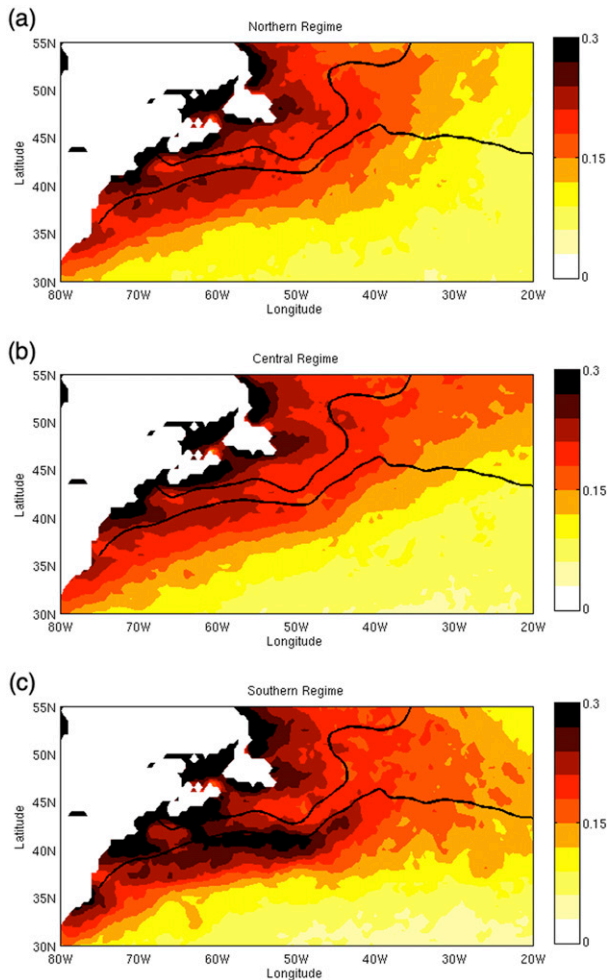 (a)
Northern Regime
55N
50N
45N
40N
35N
30N
Latitude
80W 70W 60W 50W 40W 30W 20W
Longitude
0.3
0.15
0
(b)
Central Regime
55N
50N
45N
40N
35N
30N
Latitude
80W 70W 60W 50W 40W 30W 20W
Longitude
0.3
0.15
0
(c)
Southern Regime
55N
50N
45N
40N
35N
30N
Latitude
80W 70W 60W 50W 40W 30W 20W
Longitude
0.3
0.15
0